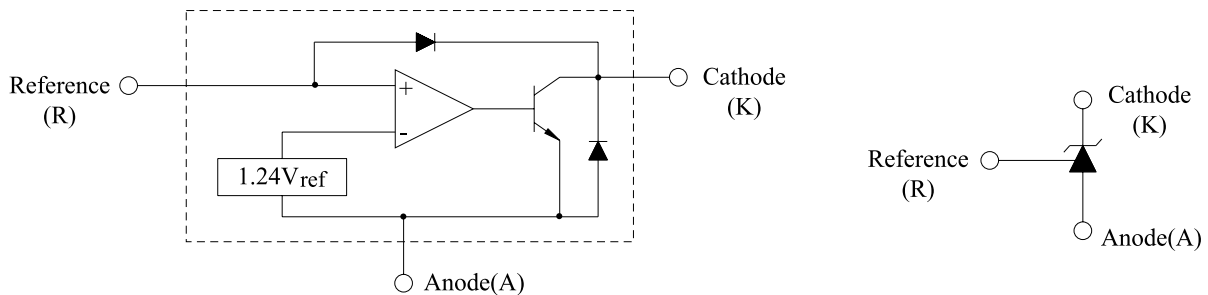 Reference
(R)
+
-
1.24Vref
Cathode
(K)
Anode(A)
Cathode
(K)
Reference
(R)
Anode(A)